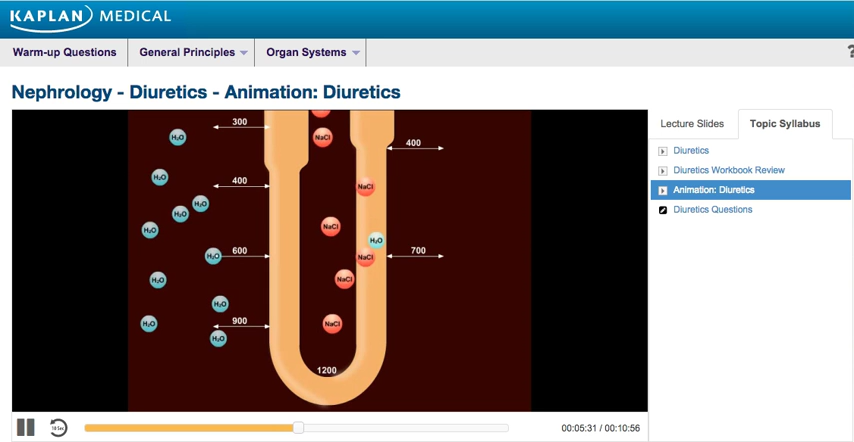 KAPLAN MEDICAL
Warm-up Questions General Principles Organ Systems ?
Nephrology - Diuretics - Animation: Diuretics
Lecture Slides Topic Syllabus
Diuretics
Diuretics Workbook Review
Animation: Diuretics
Diuretics Questions
300
H₂O
NaCl
400
H₂O
400
NaCl
H₂O
H₂O
H₂O
NaCl
H₂O
H₂O
600
NaCl
700
H₂O
NaCl
H₂O
H₂O
900
NaCl
H₂O
1200
10 Sec
00:05:31 / 00:10:56